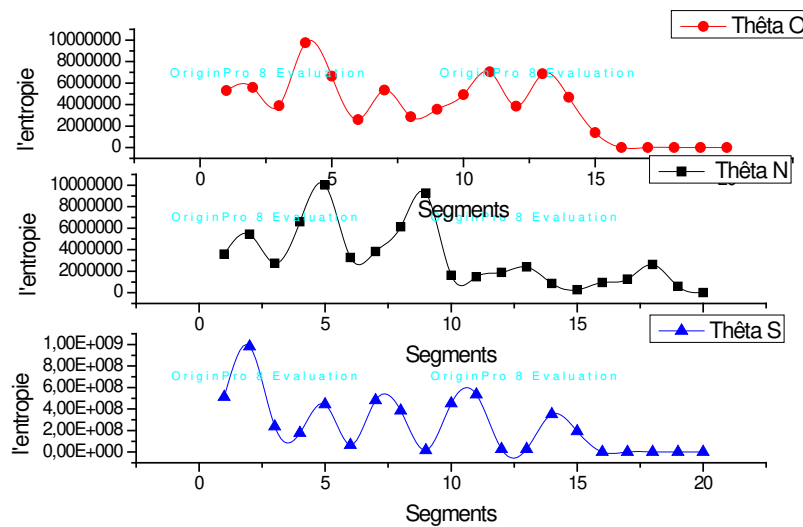 Thêta O
10000000
8000000
6000000
4000000
2000000
0
l'entropie
OriginPro 8 Evaluation OriginPro 8 Evaluation
0 5 10 15 20
Segments
Thêta N
10000000
8000000
6000000
4000000
2000000
0
l'entropie
OriginPro 8 Evaluation OriginPro 8 Evaluation
0 5 10 15 20
Segments
Thêta S
1,00E+009
8,00E+008
6,00E+008
4,00E+008
2,00E+008
0,00E+000
l'entropie
OriginPro 8 Evaluation OriginPro 8 Evaluation
0 5 10 15 20
Segments